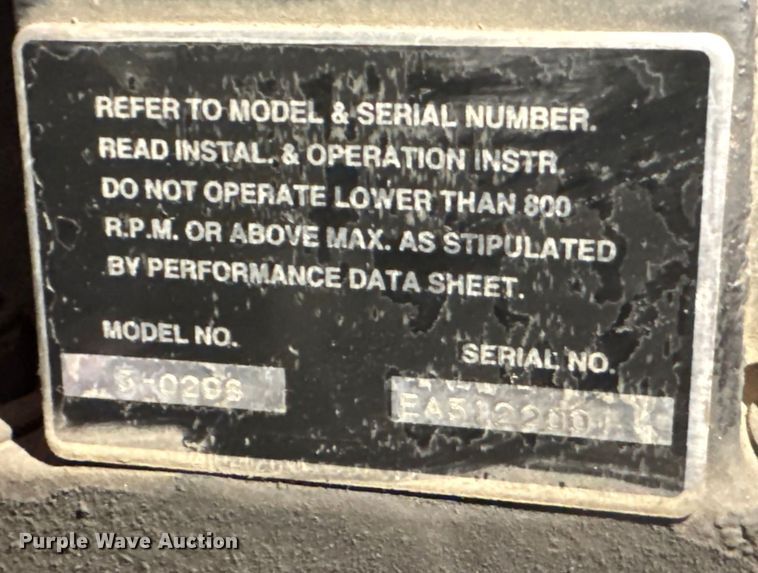 REFER TO MODEL & SERIAL NUMBER.
READ INSTAL. & OPERATION INSTR.
DO NOT OPERATE LOWER THAN 800
R.P.M. OR ABOVE MAX. AS STIPULATED
BY PERFORMANCE DATA SHEET.
MODEL NO.
SERIAL NO.
Purple Wave Auction